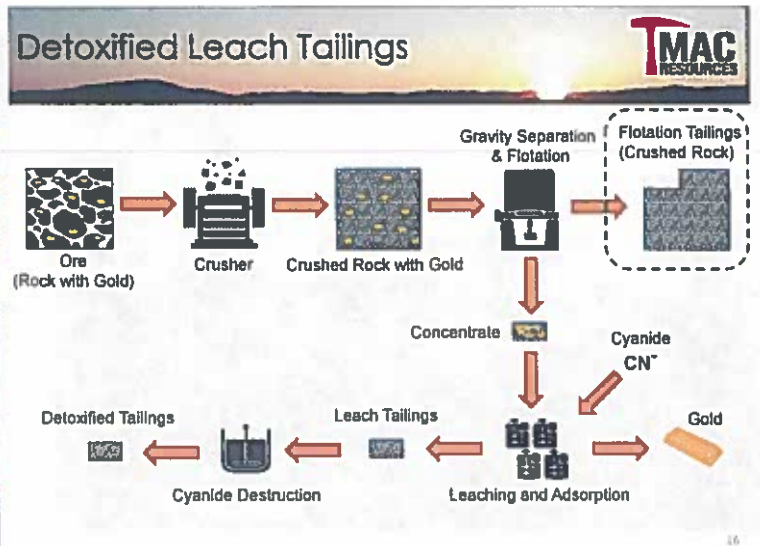 Detoxified Leach Tailings
TMAC
RESOURCES
Gravity Separation
& Flotation
Flotation Tailings
(Crushed Rock)
Ore
(Rock with Gold)
Crusher
Crushed Rock with Gold
Concentrate
Cyanide
CN⁻
Detoxified Tailings
Leach Tailings
Gold
Cyanide Destruction
Leaching and Adsorption
16